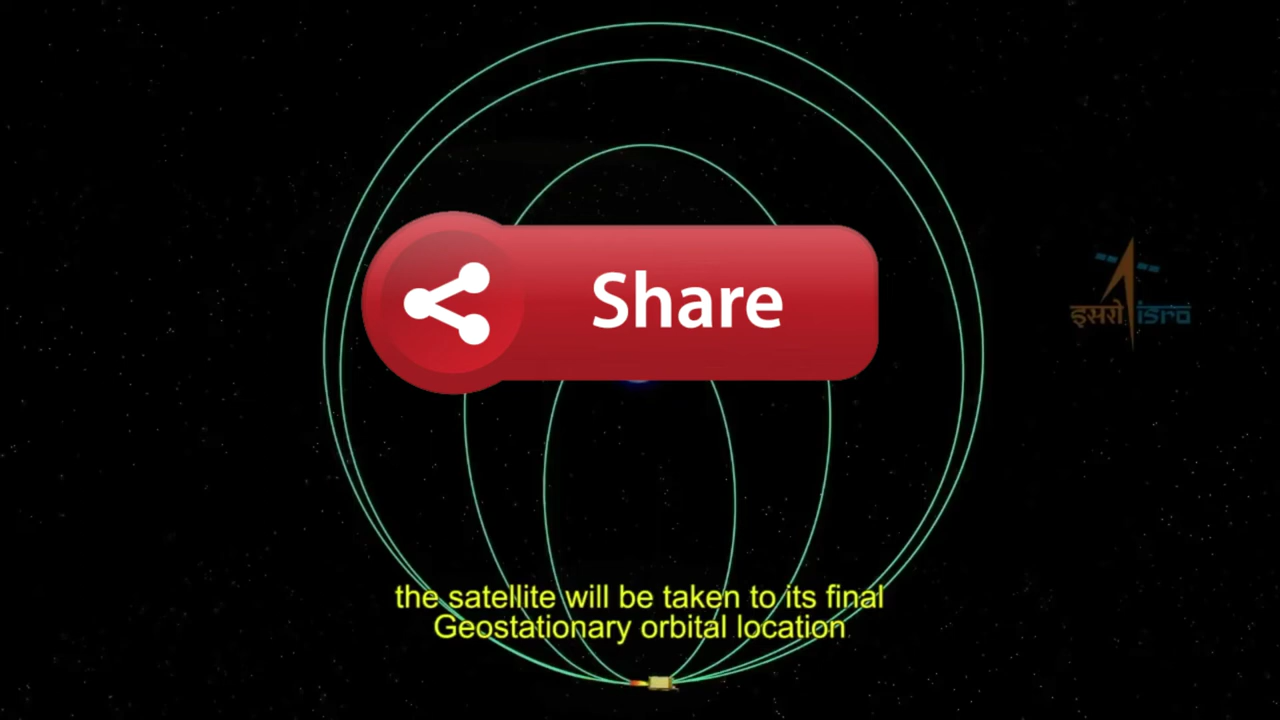 Share
इसरो isro
the satellite will be taken to its final
Geostationary orbital location